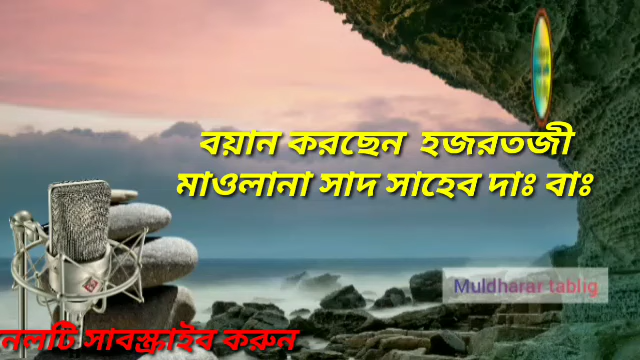 বয়ান করছেন হজরতজী
মাওলানা সাদ সাহেব দাঃ বাঃ
Muldharar tablig
নলটি সাবস্ক্রাইব করুন